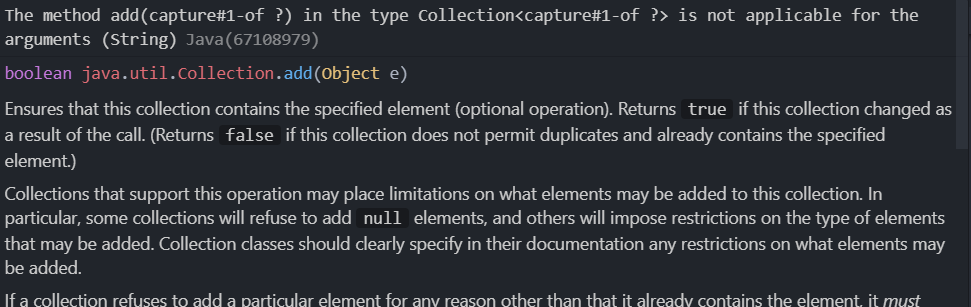 The method add(capture#1-of ?) in the type Collection<capture#1-of ?> is not applicable for the
arguments (String) Java(67108979)
boolean java.util.Collection.add(Object e)
Ensures that this collection contains the specified element (optional operation). Returns true if this collection changed as
a result of the call. (Returns false if this collection does not permit duplicates and already contains the specified
element.)
Collections that support this operation may place limitations on what elements may be added to this collection. In
particular, some collections will refuse to add null elements, and others will impose restrictions on the type of elements
that may be added. Collection classes should clearly specify in their documentation any restrictions on what elements may
be added.
If a collection refuses to add a particular element for any reason other than that it already contains the element, it must